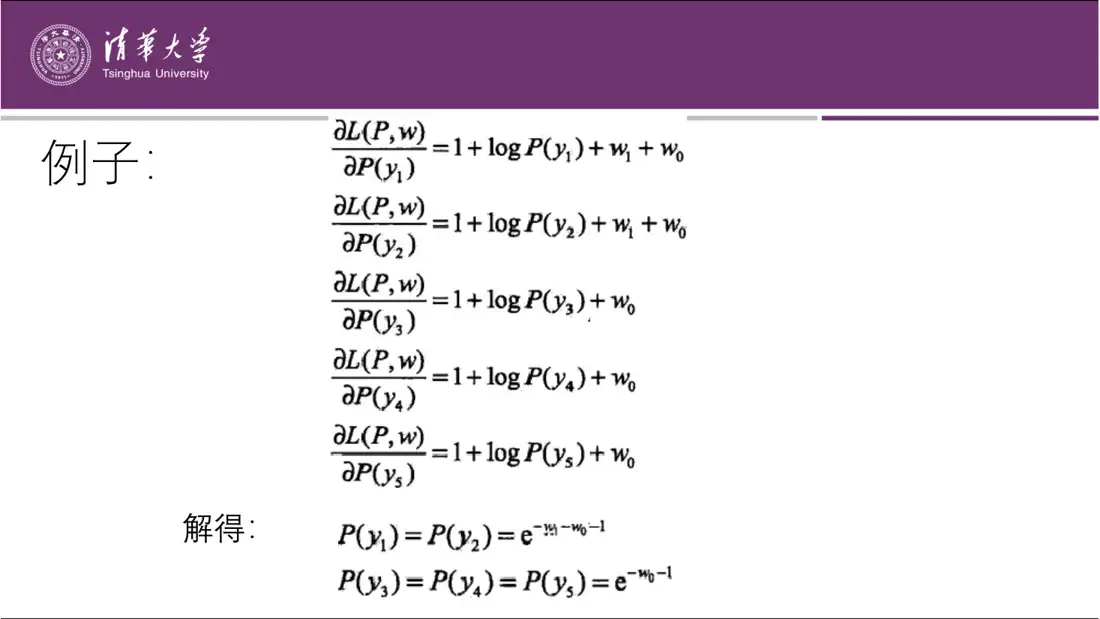 清华大学
Tsinghua University
例子:
∂L(P,w)/∂P(y₁) = 1 + log P(y₁) + w₁ + w₀
∂L(P,w)/∂P(y₂) = 1 + log P(y₂) + w₁ + w₀
∂L(P,w)/∂P(y₃) = 1 + log P(y₃) + w₀
∂L(P,w)/∂P(y₄) = 1 + log P(y₄) + w₀
∂L(P,w)/∂P(y₅) = 1 + log P(y₅) + w₀
解得:
P(y₁) = P(y₂) = e^(−w₁−w₀−1)
P(y₃) = P(y₄) = P(y₅) = e^(−w₀−1)